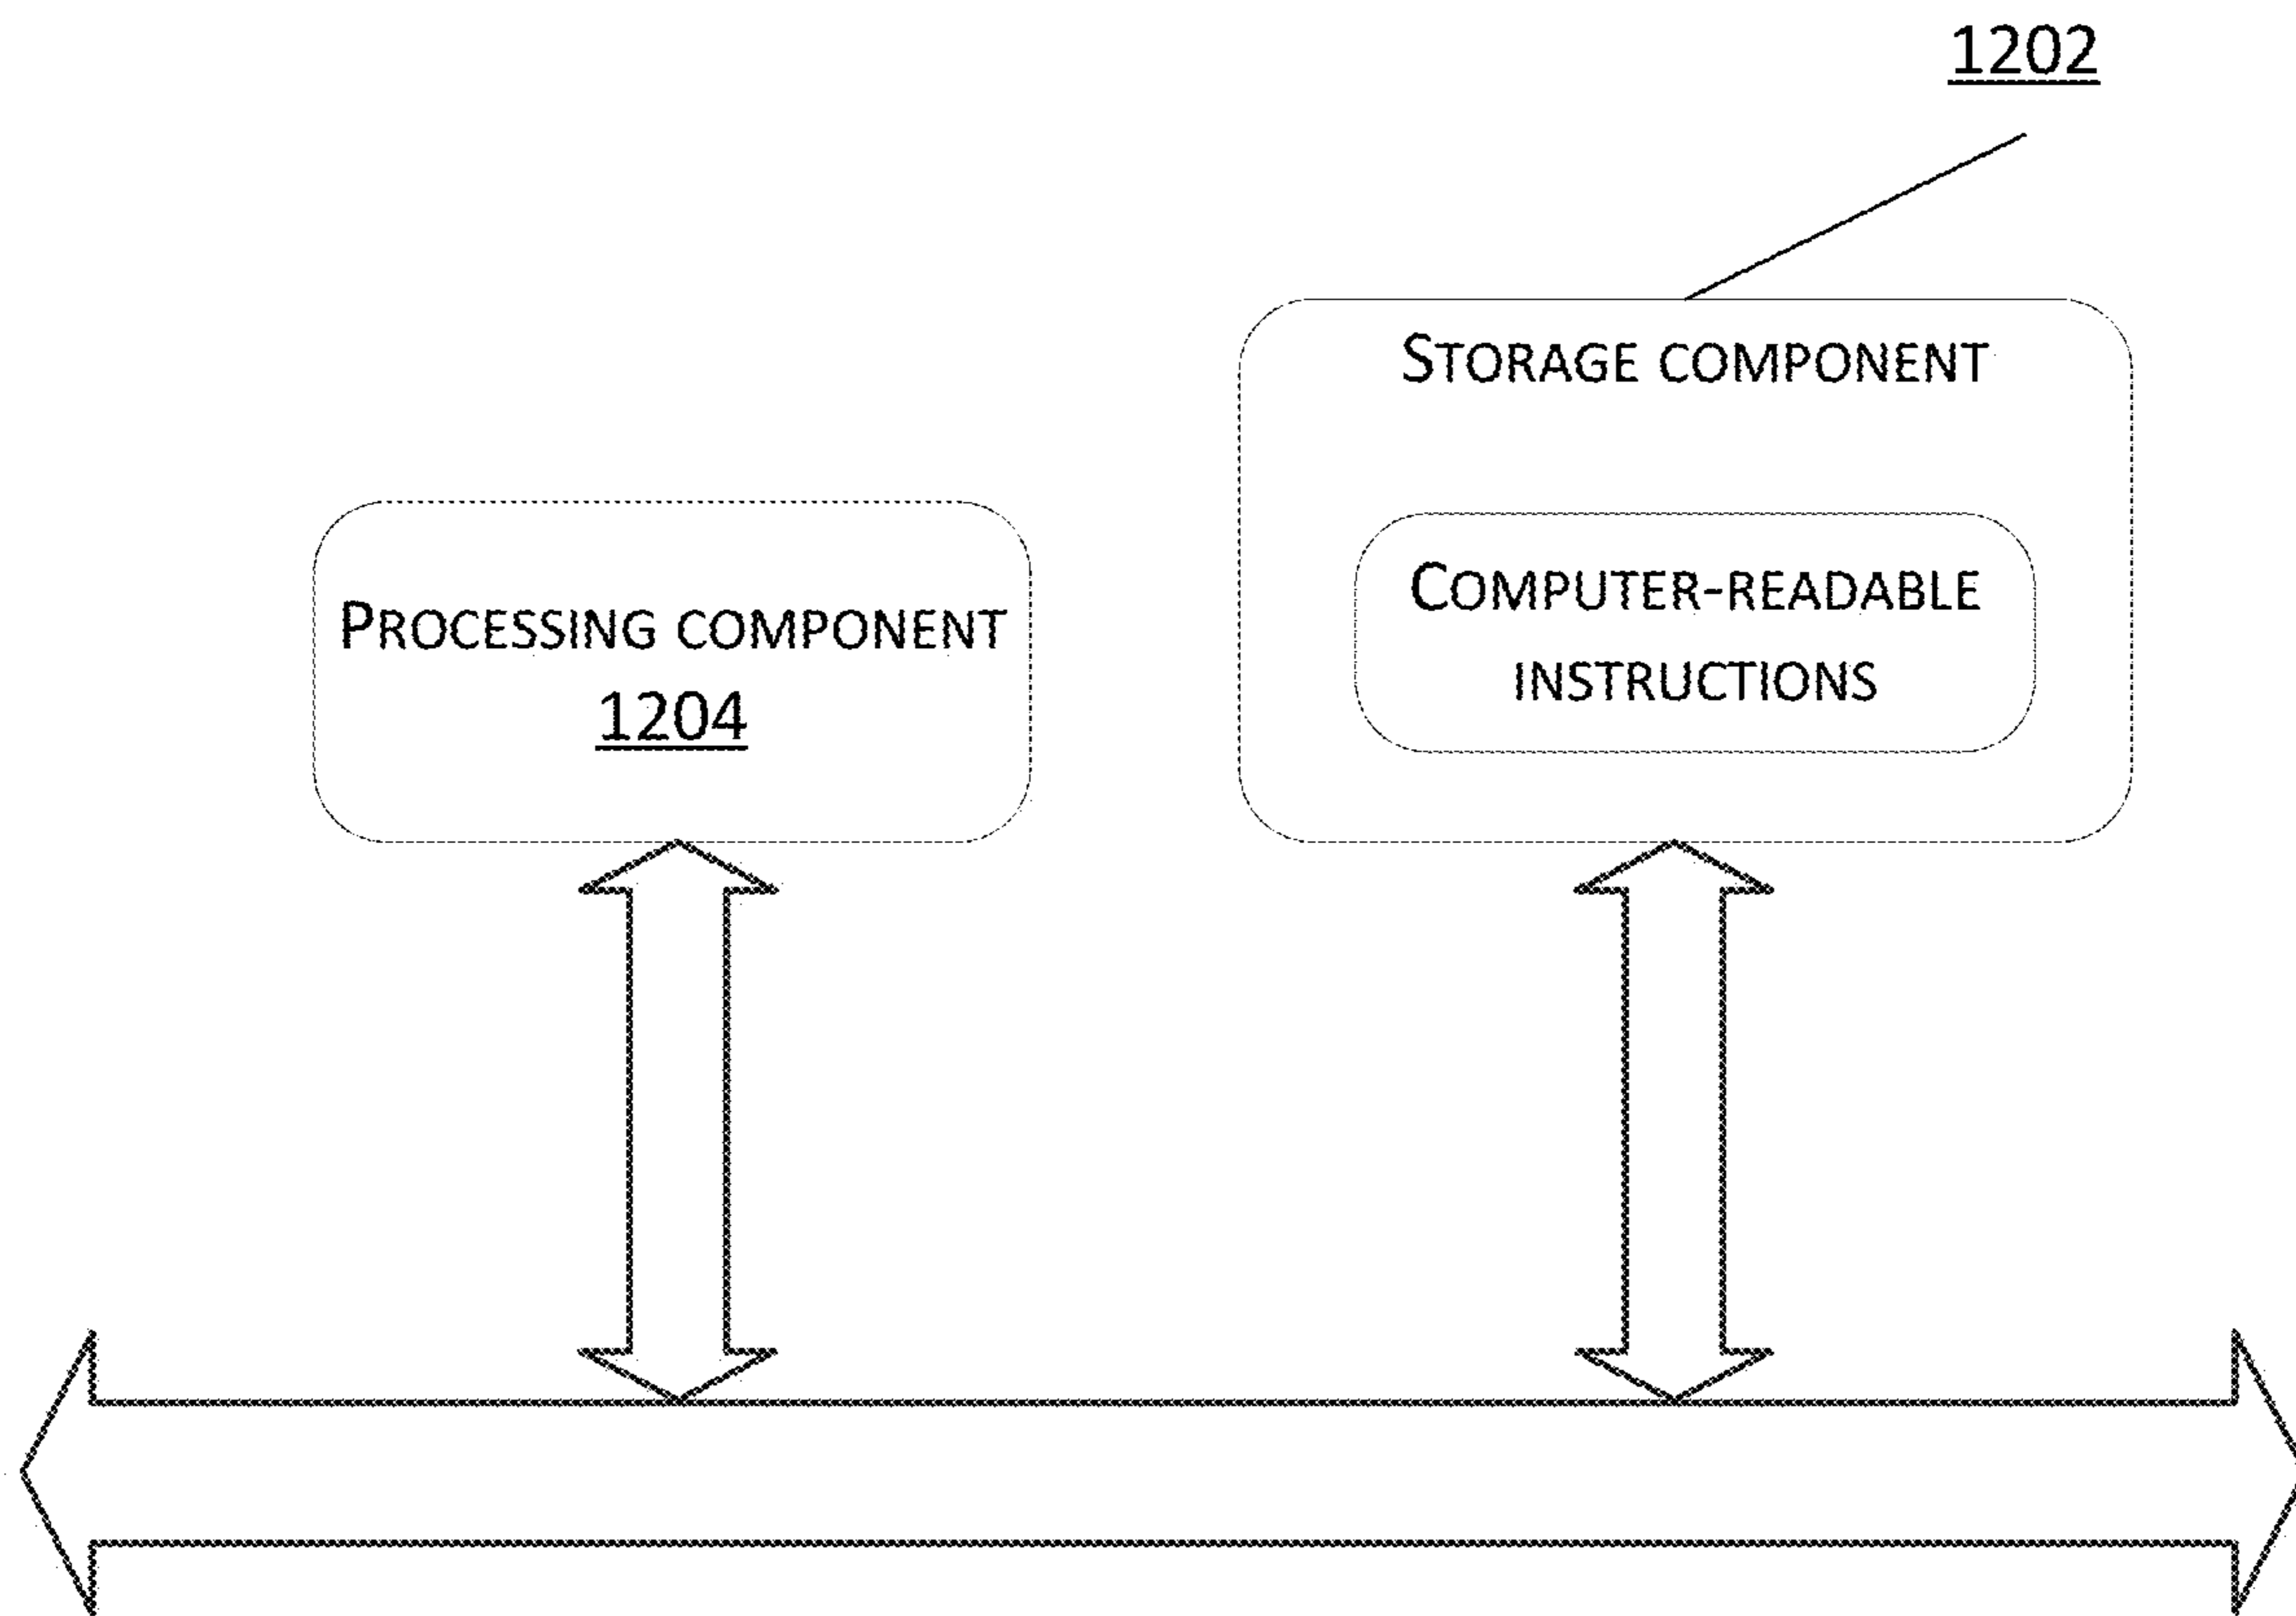 1202
STORAGE COMPONENT
COMPUTER-READABLE
INSTRUCTIONS
PROCESSING COMPONENT
1204